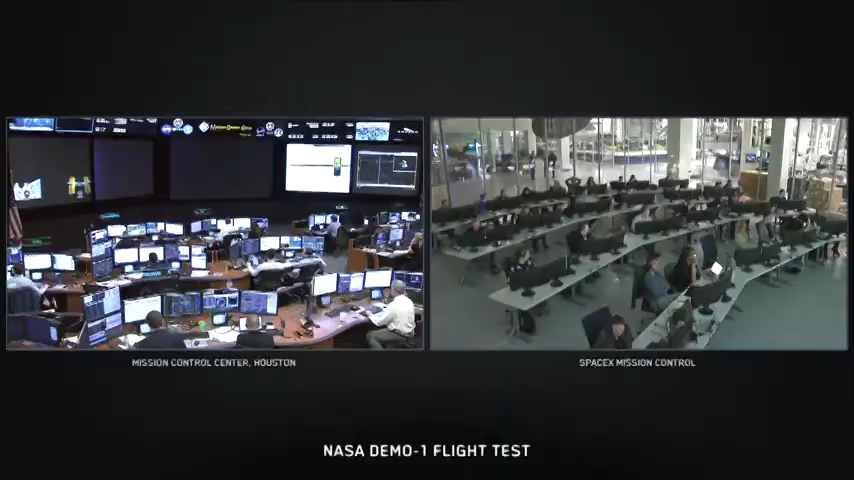 MISSION CONTROL CENTER, HOUSTON
SPACEX MISSION CONTROL
NASA DEMO-1 FLIGHT TEST